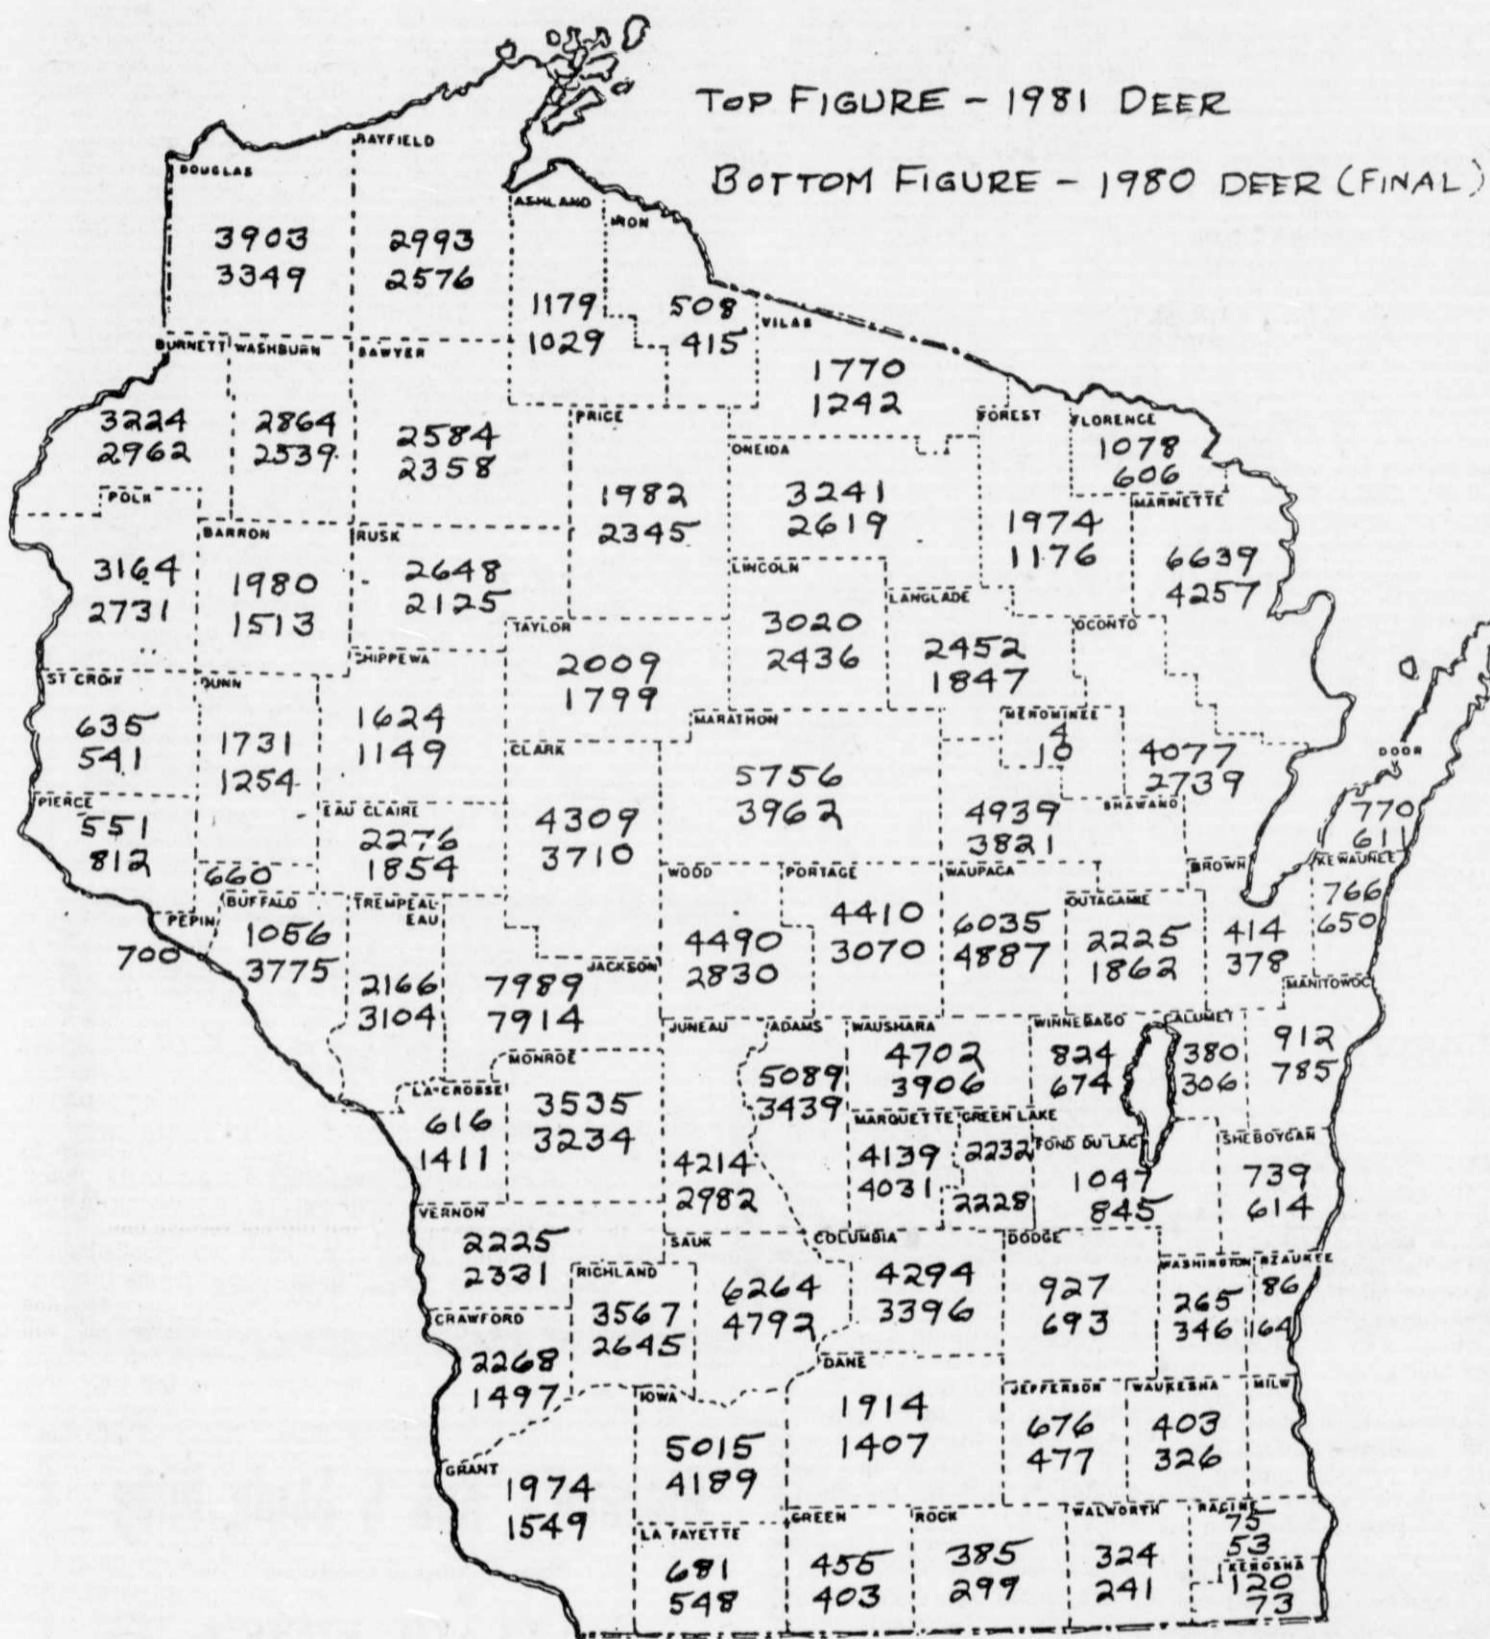 TOP FIGURE - 1981 DEER
BOTTOM FIGURE - 1980 DEER (FINAL)
DOUGLAS
3903
3349
BAYFIELD
2993
2576
ASHLAND
1179
1029
IRON
508
415
VILAS
1770
1242
BURNETT
3224
2962
WASHBURN
2864
2539
SAWYER
2584
2358
PRICE
1982
2345
ONEIDA
3241
2619
FOREST
1974
1176
FLORENCE
1078
606
MARINETTE
6639
4257
POLK
3164
2731
BARRON
1980
1513
RUSK
2648
2125
LINCOLN
3020
2436
LANGLADE
2452
1847
TAYLOR
2009
1799
OCONTO
4077
2739
CHIPPEWA
1624
1149
ST CROIX
635
541
DUNN
1731
1254
MARATHON
5756
3962
MENOMINEE
4
10
CLARK
4309
3710
DOOR
770
611
PIERCE
551
812
EAU CLAIRE
2276
1854
SHAWANO
4939
3821
PEPIN
660
700
BUFFALO
1056
3775
TREMPEAL-
EAU
2166
3104
JACKSON
7989
7914
WOOD
4490
2830
PORTAGE
4410
3070
WAUPACA
6035
4887
OUTAGAMIE
2225
1862
BROWN
414
378
KEWAUNEE
766
650
MANITOWOC
912
785
JUNEAU
4214
2982
ADAMS
5089
3439
WAUSHARA
4702
3906
WINNEBAGO
824
674
CALUMET
380
306
MONROE
3535
3234
LA CROSSE
616
1411
MARQUETTE
4139
4031
GREEN LAKE
2232
2228
FOND DU LAC
1047
845
SHEBOYGAN
739
614
VERNON
2225
2331
RICHLAND
3567
2645
SAUK
6264
4792
COLUMBIA
4294
3396
DODGE
927
693
WASHINGTON
265
346
OZAUKEE
86
164
CRAWFORD
2268
1497
IOWA
5015
4189
DANE
1914
1407
JEFFERSON
676
477
WAUKESHA
403
326
MILW
GRANT
1974
1549
LA FAYETTE
681
548
GREEN
455
403
ROCK
385
299
WALWORTH
324
241
RACINE
75
53
KENOSHA
120
73